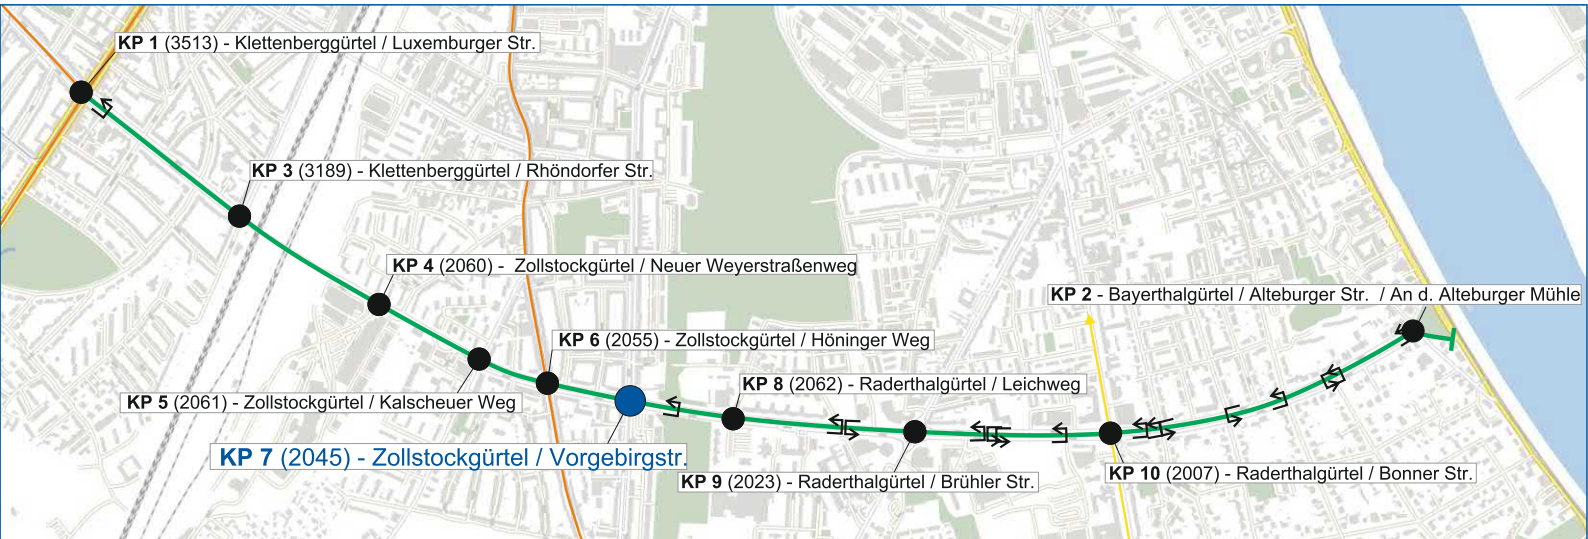 KP 1 (3513) - Klettenberggürtel / Luxemburger Str.
KP 3 (3189) - Klettenberggürtel / Rhöndorfer Str.
KP 4 (2060) - Zollstockgürtel / Neuer Weyerstraßenweg
KP 2 - Bayerthalgürtel / Alteburger Str. / An d. Alteburger Mühle
KP 6 (2055) - Zollstockgürtel / Höninger Weg
KP 8 (2062) - Raderthalgürtel / Leichweg
KP 5 (2061) - Zollstockgürtel / Kalscheuer Weg
KP 7 (2045) - Zollstockgürtel / Vorgebirgstr.
KP 9 (2023) - Raderthalgürtel / Brühler Str.
KP 10 (2007) - Raderthalgürtel / Bonner Str.